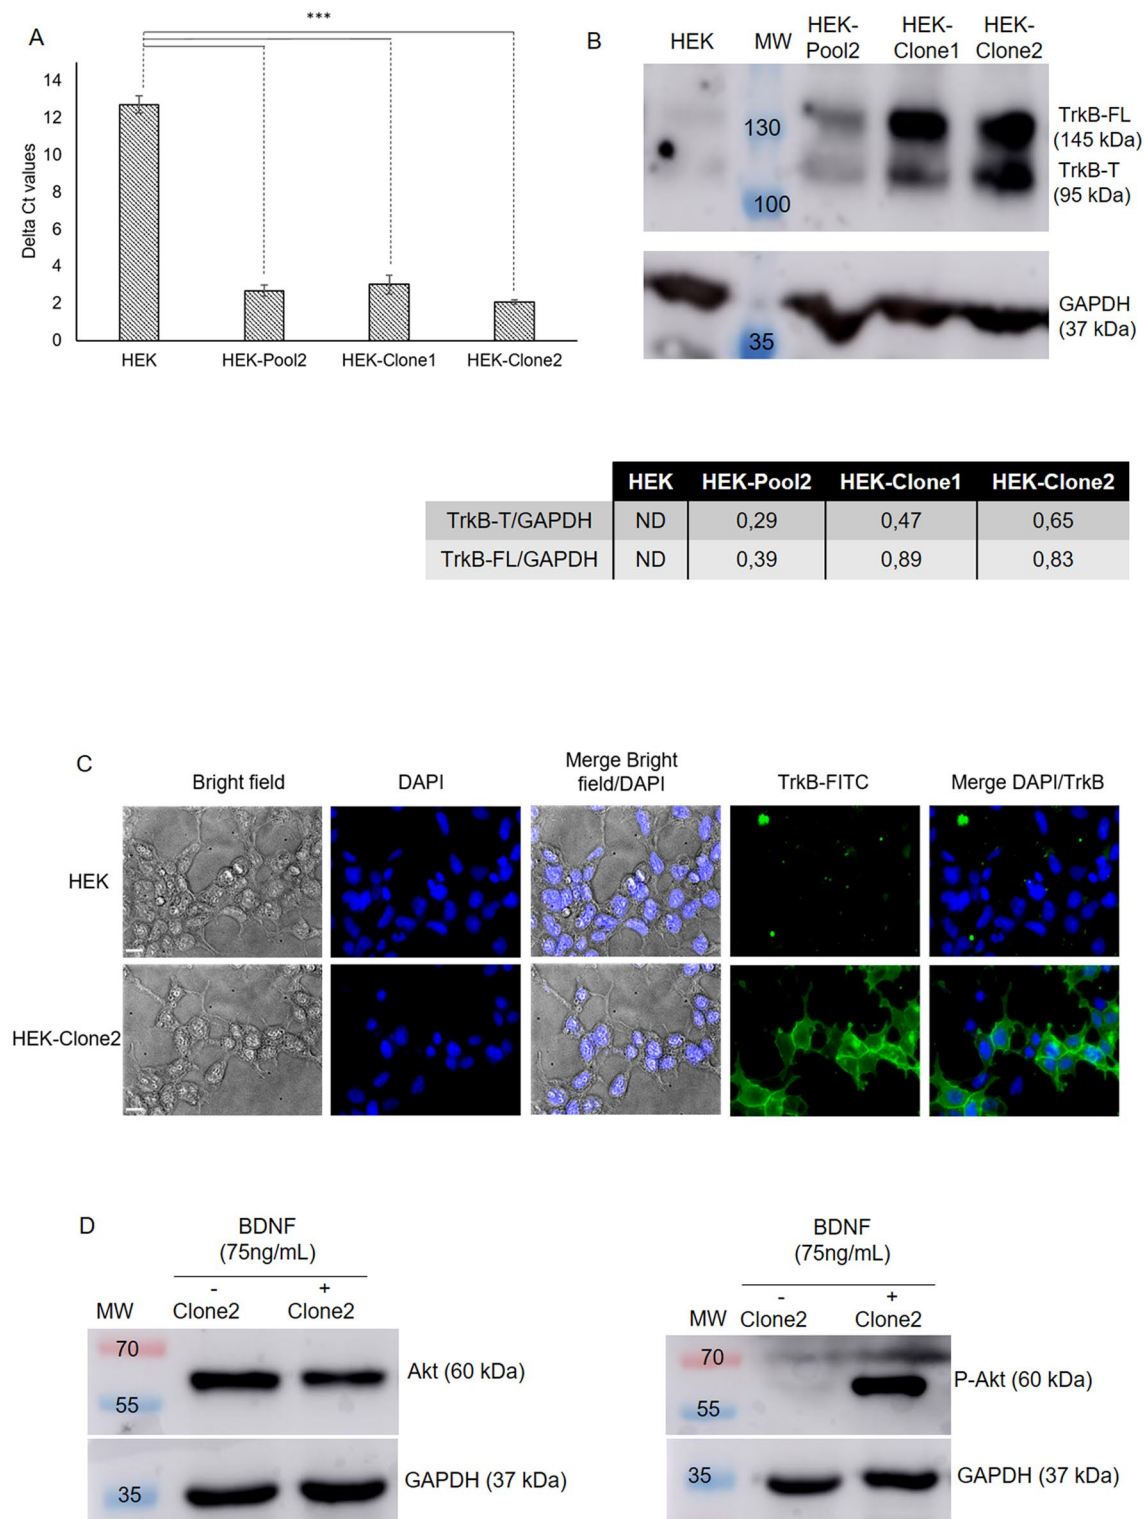 A
***
Delta Ct values
14
12
10
8
6
4
2
0
HEK
HEK-Pool2
HEK-Clone1
HEK-Clone2
B
HEK
MW
HEK-
Pool2
HEK-
Clone1
HEK-
Clone2
130
100
TrkB-FL
(145 kDa)
TrkB-T
(95 kDa)
35
GAPDH
(37 kDa)
HEK HEK-Pool2 HEK-Clone1 HEK-Clone2
TrkB-T/GAPDH ND 0,29 0,47 0,65
TrkB-FL/GAPDH ND 0,39 0,89 0,83
C
Bright field
DAPI
Merge Bright
field/DAPI
TrkB-FITC
Merge DAPI/TrkB
HEK
HEK-Clone2
D
BDNF
(75ng/mL)
- +
MW Clone2 Clone2
70
55
Akt (60 kDa)
35
GAPDH (37 kDa)
BDNF
(75ng/mL)
- +
MW Clone2 Clone2
70
55
P-Akt (60 kDa)
35
GAPDH (37 kDa)